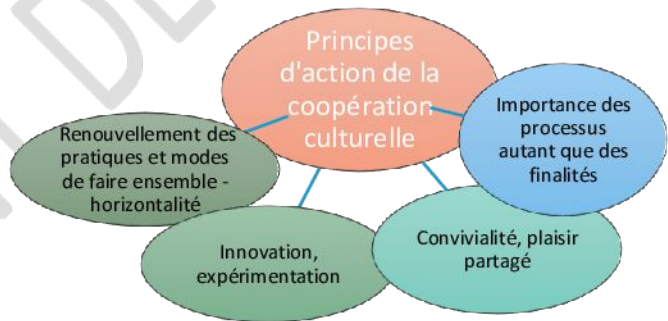 Principes
d'action de la
coopération
culturelle
Importance des
processus
autant que des
finalités
Renouvellement des
pratiques et modes
de faire ensemble -
horizontalité
Innovation,
expérimentation
Convivialité, plaisir
partagé